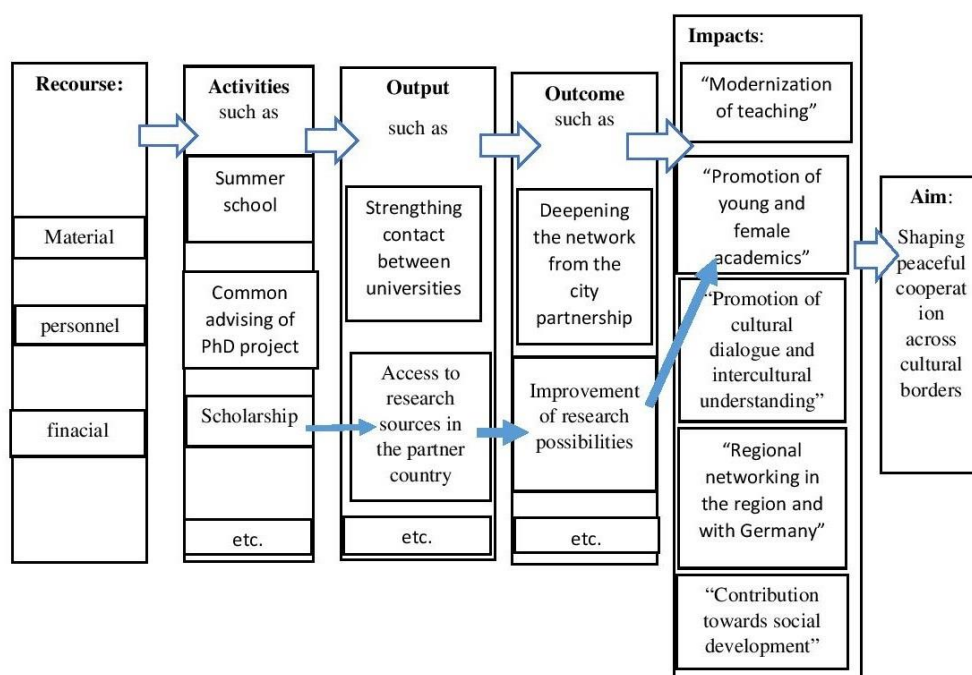 Recourse:
Material
personnel
finacial
Activities
such as
Summer
school
Common
advising of
PhD project
Scholarship
etc.
Output
such as
Strengthing
contact
between
universities
Access to
research
sources in
the partner
country
etc.
Outcome
such as
Deepening
the network
from the
city
partnership
Improvement
of research
possibilities
etc.
Impacts:
“Modernization
of teaching”
“Promotion of
young and
female
academics”
“Promotion of
cultural
dialogue and
intercultural
understanding”
“Regional
networking in
the region and
with Germany”
“Contribution
towards social
development”
Aim:
Shaping
peaceful
cooperat
ion
across
cultural
borders